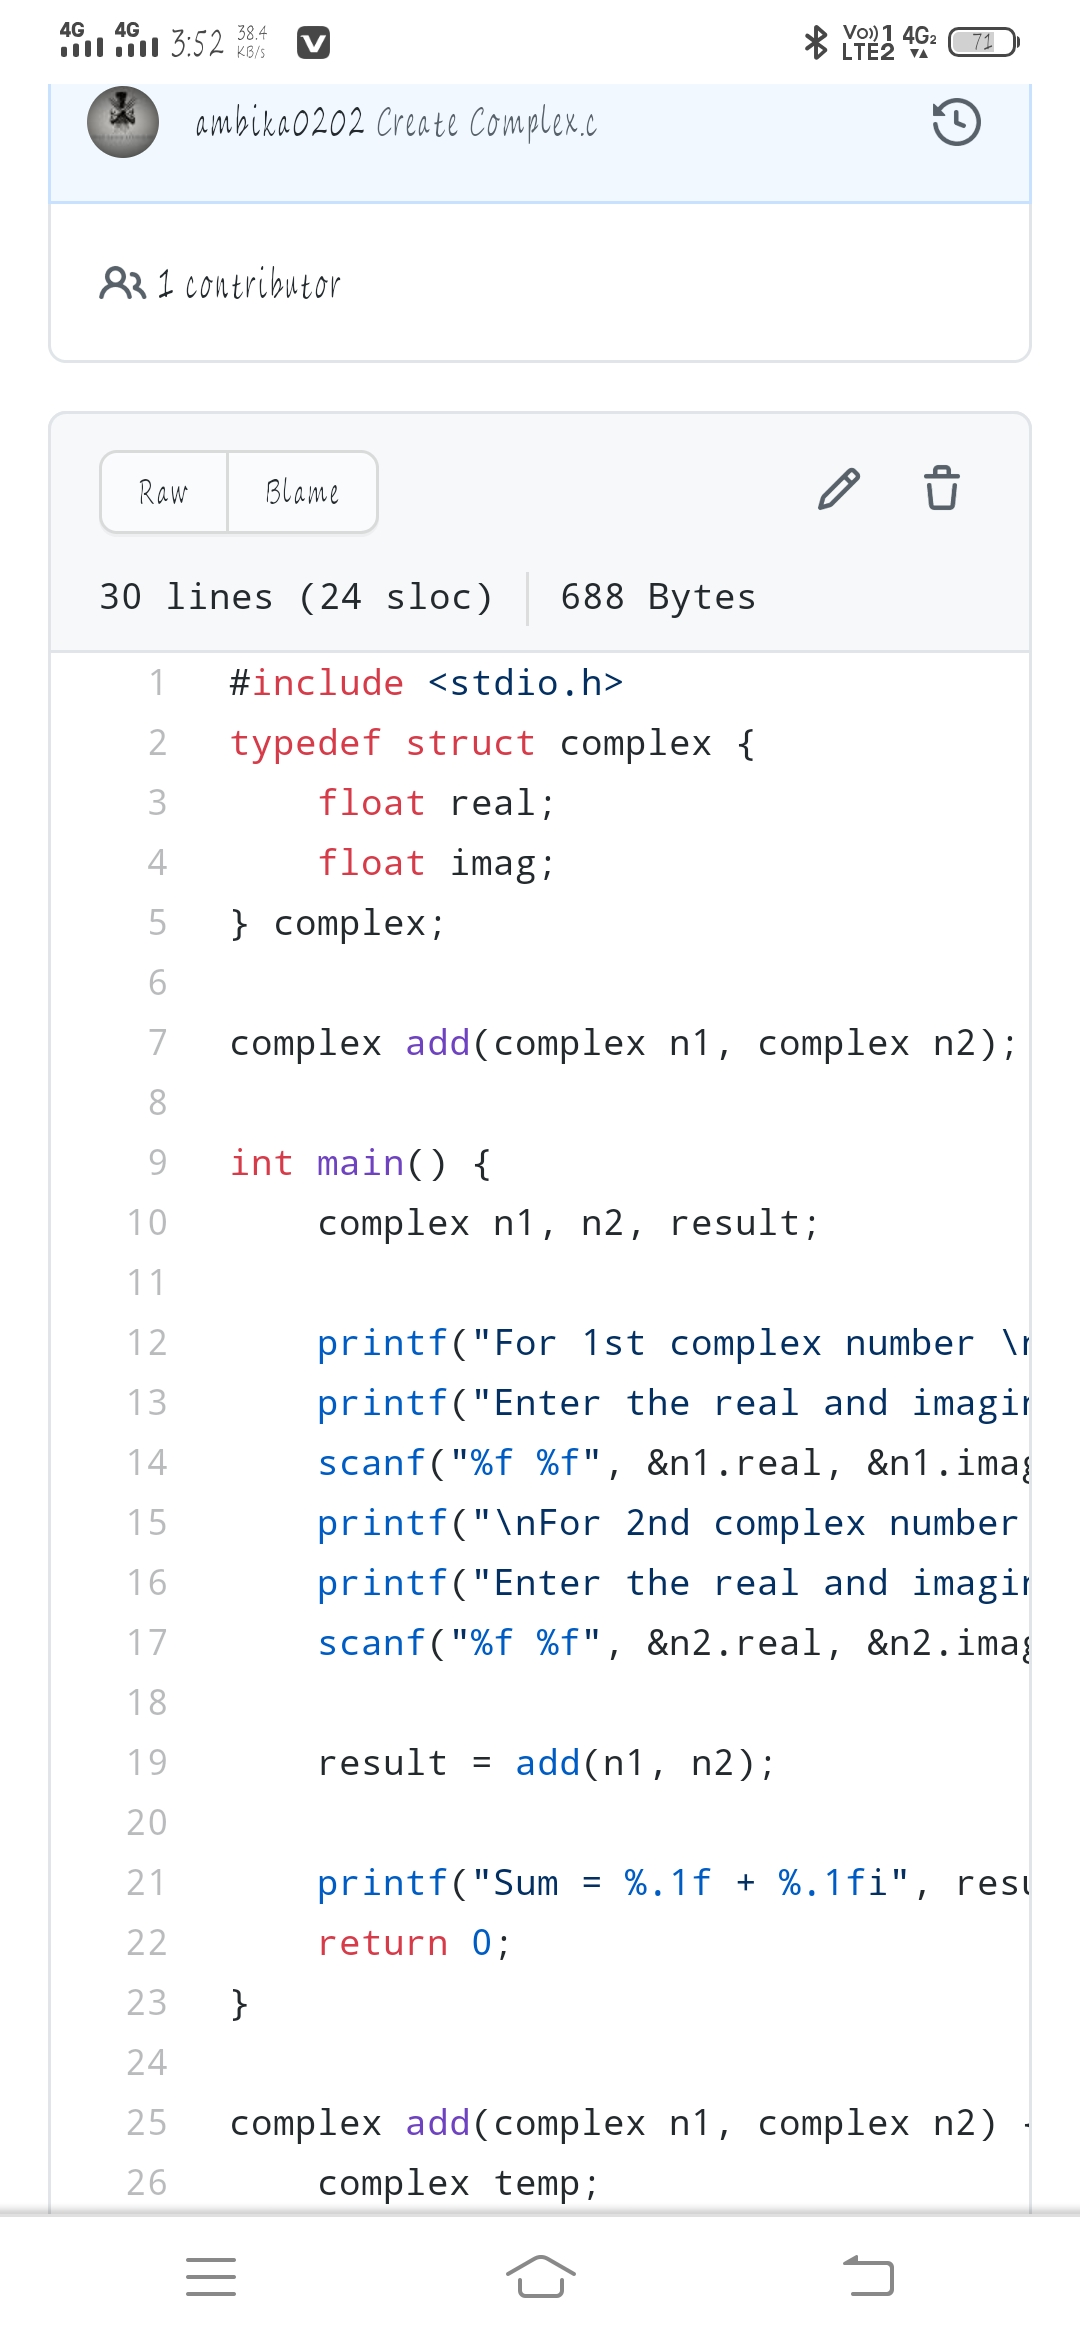 4G 4G 3:52 38.4 KB/s Vo)) 1 LTE2 4G2 71
ambika0202 Create Complex.c
1 contributor
Raw Blame
30 lines (24 sloc) 688 Bytes
1 #include <stdio.h>
2 typedef struct complex {
3 float real;
4 float imag;
5 } complex;
6
7 complex add(complex n1, complex n2);
8
9 int main() {
10 complex n1, n2, result;
11
12 printf("For 1st complex number \
13 printf("Enter the real and imagi
14 scanf("%f %f", &n1.real, &n1.ima
15 printf("\nFor 2nd complex number
16 printf("Enter the real and imagi
17 scanf("%f %f", &n2.real, &n2.ima
18
19 result = add(n1, n2);
20
21 printf("Sum = %.1f + %.1fi", res
22 return 0;
23 }
24
25 complex add(complex n1, complex n2)
26 complex temp;